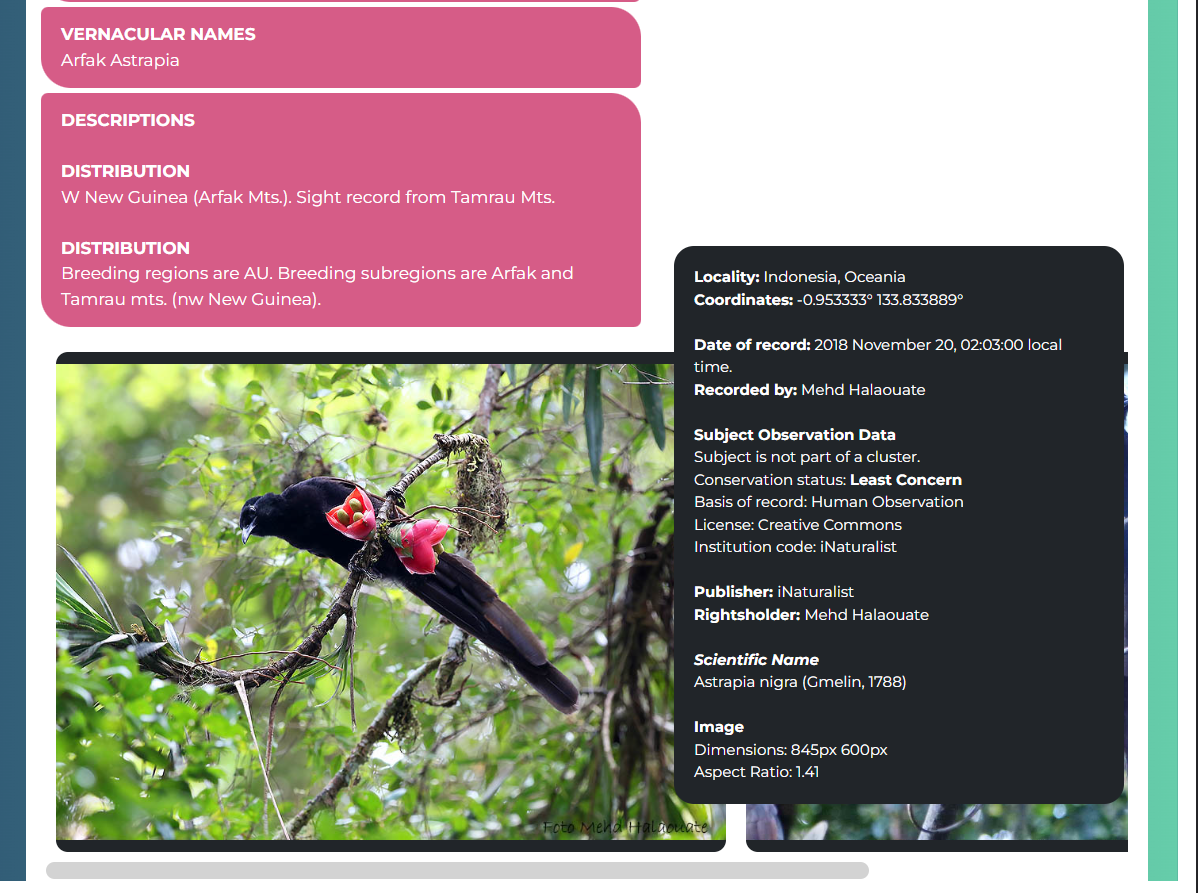 VERNACULAR NAMES
Arfak Astrapia
DESCRIPTIONS
DISTRIBUTION
W New Guinea (Arfak Mts.). Sight record from Tamrau Mts.
DISTRIBUTION
Breeding regions are AU. Breeding subregions are Arfak and
Tamrau mts. (nw New Guinea).
Locality: Indonesia, Oceania
Coordinates: -0.953333° 133.833889°
Date of record: 2018 November 20, 02:03:00 local
time.
Recorded by: Mehd Halaouate
Subject Observation Data
Subject is not part of a cluster.
Conservation status: Least Concern
Basis of record: Human Observation
License: Creative Commons
Institution code: iNaturalist
Publisher: iNaturalist
Rightsholder: Mehd Halaouate
Scientific Name
Astrapia nigra (Gmelin, 1788)
Image
Dimensions: 845px 600px
Aspect Ratio: 1.41
Foto Mehd Halaouate